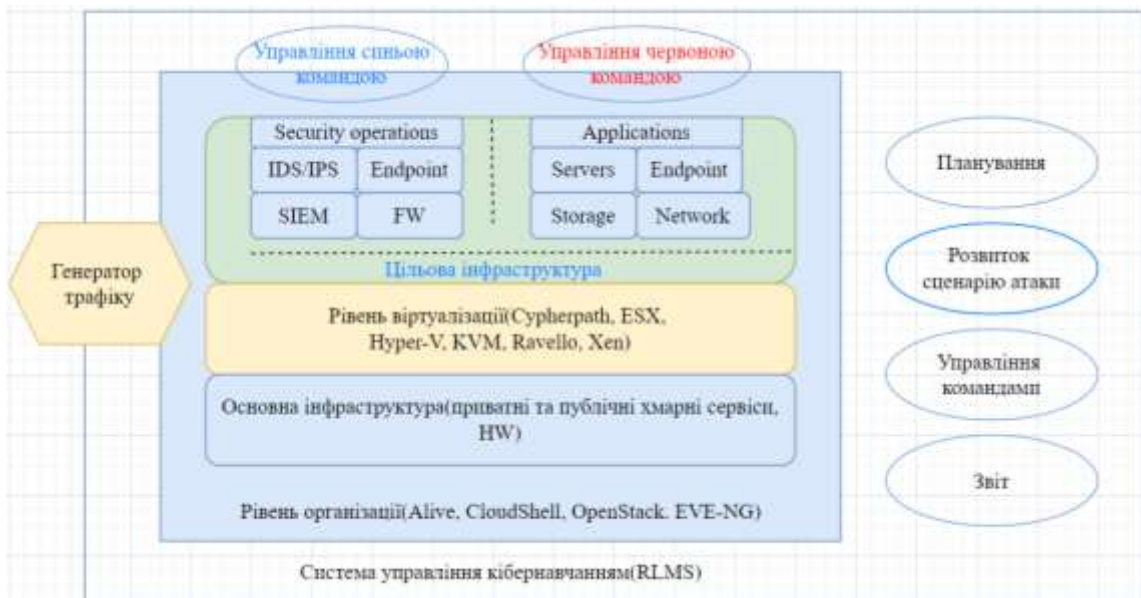 Управління синьою
командою
Управління червоною
командою
Security operations
IDS/IPS
Endpoint
SIEM
FW
Applications
Servers
Endpoint
Storage
Network
Цільова інфраструктура
Генератор
трафіку
Рівень віртуалізації(Cypherpath, ESX,
Hyper-V, KVM, Ravello, Xen)
Основна інфраструктура(приватні та публічні хмарні сервіси,
HW)
Рівень організації(Alive, CloudShell, OpenStack. EVE-NG)
Система управління кібернавчанням(RLMS)
Планування
Розвиток
сценарію атаки
Управління
командами
Звіт